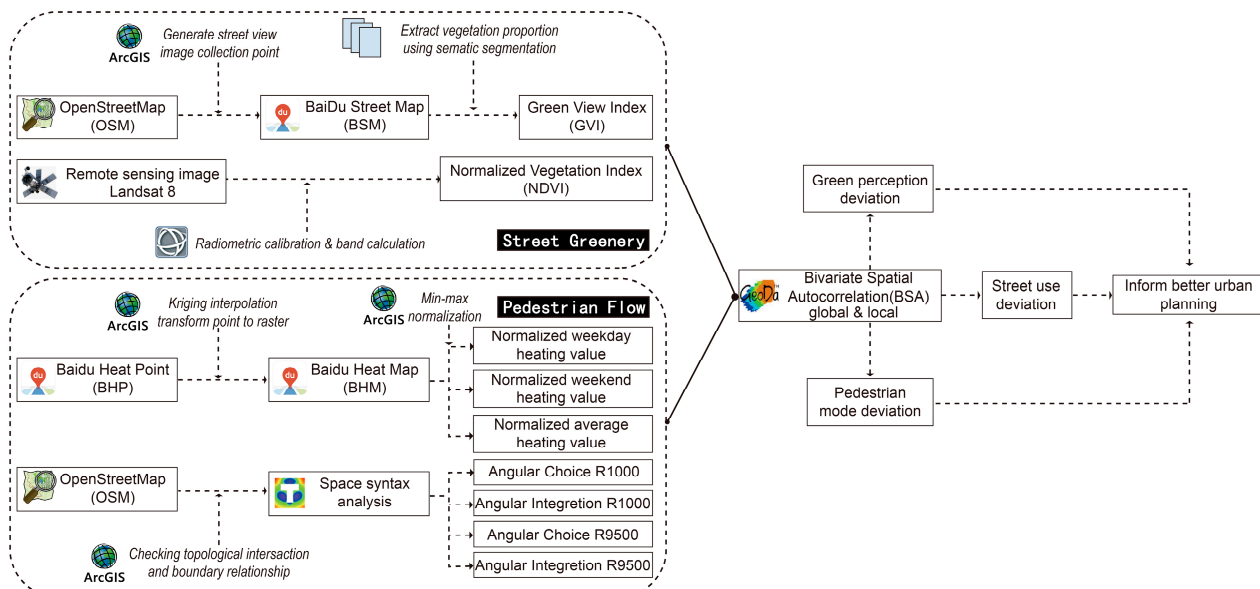 ArcGIS
Generate street view
image collection point
Extract vegetation proportion
using sematic segmentation
OpenStreetMap
(OSM)
du
BaiDu Street Map
(BSM)
Green View Index
(GVI)
Remote sensing image
Landsat 8
Normalized Vegetation Index
(NDVI)
Radiometric calibration & band calculation
Street Greenery
ArcGIS
Kriging interpolation
transform point to raster
ArcGIS
Min-max
normalization
Pedestrian Flow
du
Baidu Heat Point
(BHP)
du
Baidu Heat Map
(BHM)
Normalized weekday
heating value
Normalized weekend
heating value
Normalized average
heating value
OpenStreetMap
(OSM)
Space syntax
analysis
Angular Choice R1000
Angular Integretion R1000
Angular Choice R9500
Angular Integretion R9500
ArcGIS
Checking topological intersaction
and boundary relationship
Green perception
deviation
GeoDa™
Bivariate Spatial
Autocorrelation(BSA)
global & local
Street use
deviation
Inform better urban
planning
Pedestrian
mode deviation